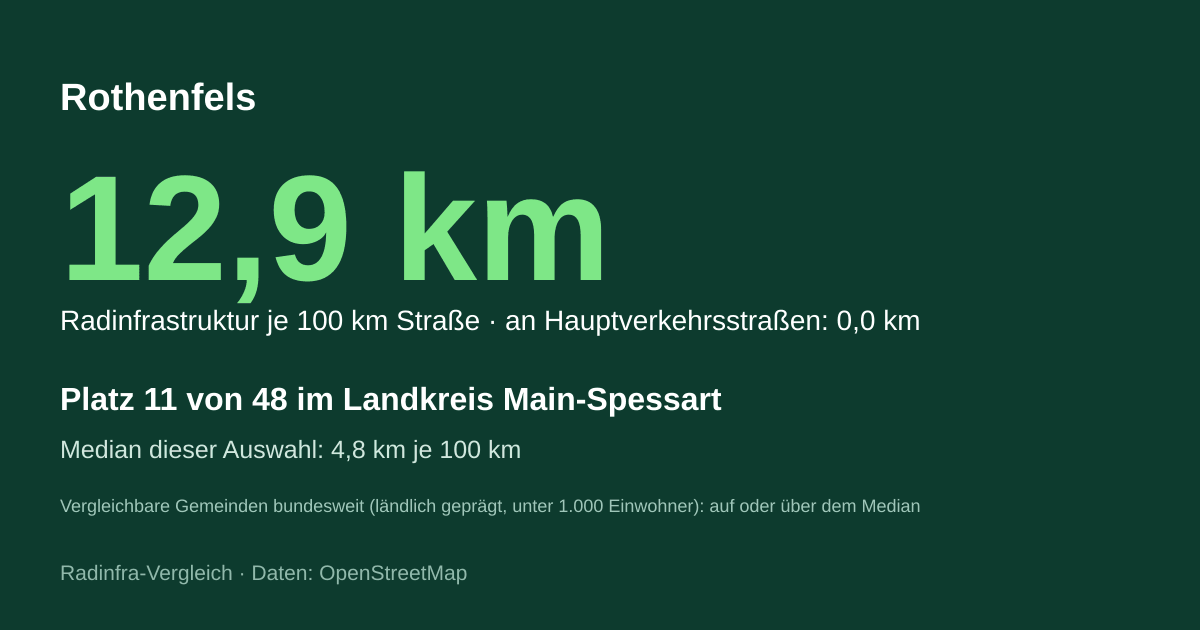 Rothenfels
12,9 km
Radinfrastruktur je 100 km Straße · an Hauptverkehrsstraßen: 0,0 km
Platz 11 von 48 im Landkreis Main-Spessart
Median dieser Auswahl: 4,8 km je 100 km
Vergleichbare Gemeinden bundesweit (ländlich geprägt, unter 1.000 Einwohner): auf oder über dem Median
Radinfra-Vergleich · Daten: OpenStreetMap